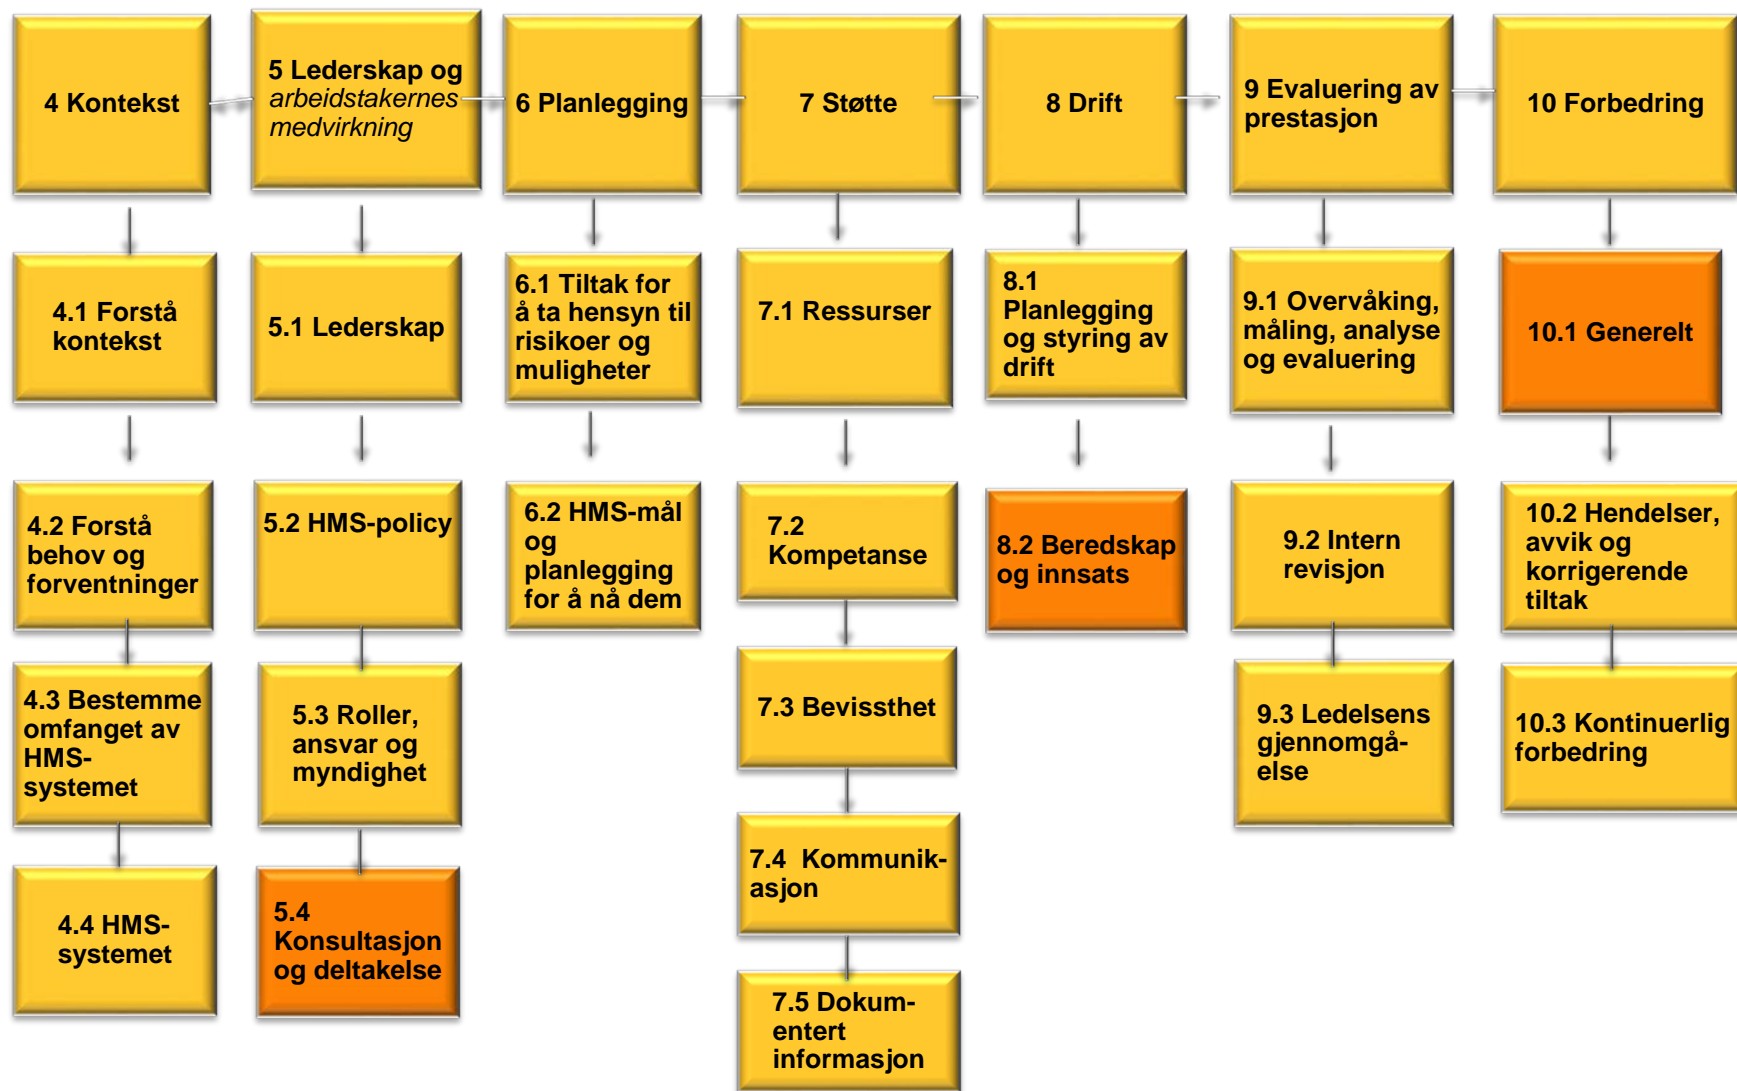 4 Kontekst
5 Lederskap og
arbeidstakernes
medvirkning
6 Planlegging
7 Støtte
8 Drift
9 Evaluering av
prestasjon
10 Forbedring
4.1 Forstå
kontekst
5.1 Lederskap
6.1 Tiltak for
å ta hensyn til
risikoer og
muligheter
7.1 Ressurser
8.1
Planlegging
og styring av
drift
9.1 Overvåking,
måling, analyse
og evaluering
10.1 Generelt
4.2 Forstå
behov og
forventninger
5.2 HMS-policy
6.2 HMS-mål
og
planlegging
for å nå dem
7.2
Kompetanse
8.2 Beredskap
og innsats
9.2 Intern
revisjon
10.2 Hendelser,
avvik og
korrigerende
tiltak
4.3 Bestemme
omfanget av
HMS-
systemet
5.3 Roller,
ansvar og
myndighet
7.3 Bevissthet
9.3 Ledelsens
gjennomgå-
else
10.3 Kontinuerlig
forbedring
4.4 HMS-
systemet
5.4
Konsultasjon
og deltakelse
7.4 Kommunik-
asjon
7.5 Dokum-
entert
informasjon